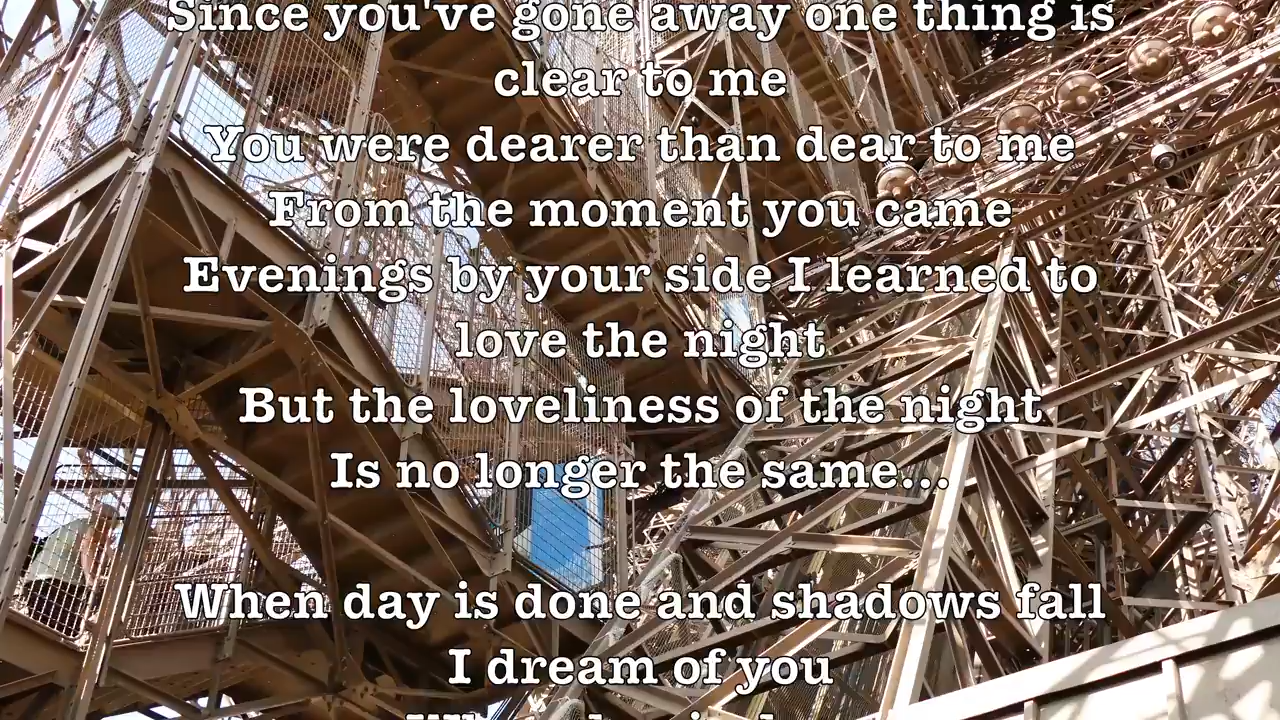 Since you've gone away one thing is
clear to me
You were dearer than dear to me
From the moment you came
Evenings by your side I learned to
love the night
But the loveliness of the night
Is no longer the same...
When day is done and shadows fall
I dream of you